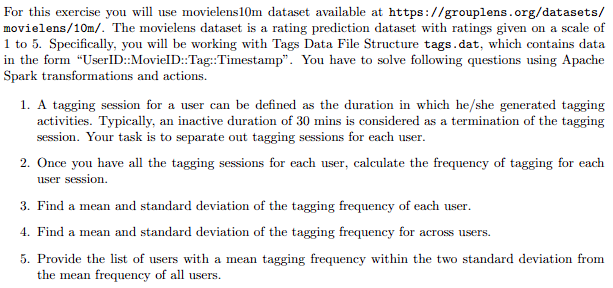 For this exercise you will use movielens10m dataset available at https://grouplens.org/datasets/
movielens/10m/. The movielens dataset is a rating prediction dataset with ratings given on a scale of
1 to 5. Specifically, you will be working with Tags Data File Structure tags.dat, which contains data
in the form “UserID::MovieID::Tag::Timestamp”. You have to solve following questions using Apache
Spark transformations and actions.
1. A tagging session for a user can be defined as the duration in which he/she generated tagging
activities. Typically, an inactive duration of 30 mins is considered as a termination of the tagging
session. Your task is to separate out tagging sessions for each user.
2. Once you have all the tagging sessions for each user, calculate the frequency of tagging for each
user session.
3. Find a mean and standard deviation of the tagging frequency of each user.
4. Find a mean and standard deviation of the tagging frequency for across users.
5. Provide the list of users with a mean tagging frequency within the two standard deviation from
the mean frequency of all users.